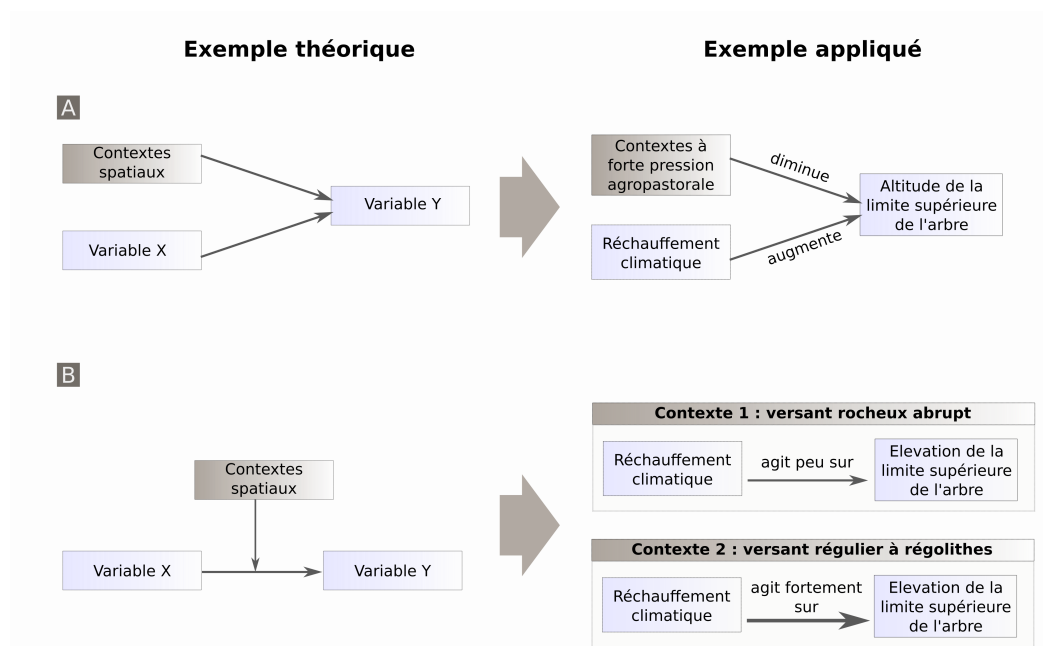 Exemple théorique
Exemple appliqué
A
Contextes
spatiaux
Variable X
Variable Y
Contextes à
forte pression
agropastorale
Réchauffement
climatique
diminue
augmente
Altitude de la
limite supérieure
de l'arbre
B
Contextes
spatiaux
Variable X
Variable Y
Contexte 1 : versant rocheux abrupt
Réchauffement
climatique
agit peu sur
Elevation de la
limite supérieure
de l'arbre
Contexte 2 : versant régulier à régolithes
Réchauffement
climatique
agit fortement
sur
Elevation de la
limite supérieure
de l'arbre